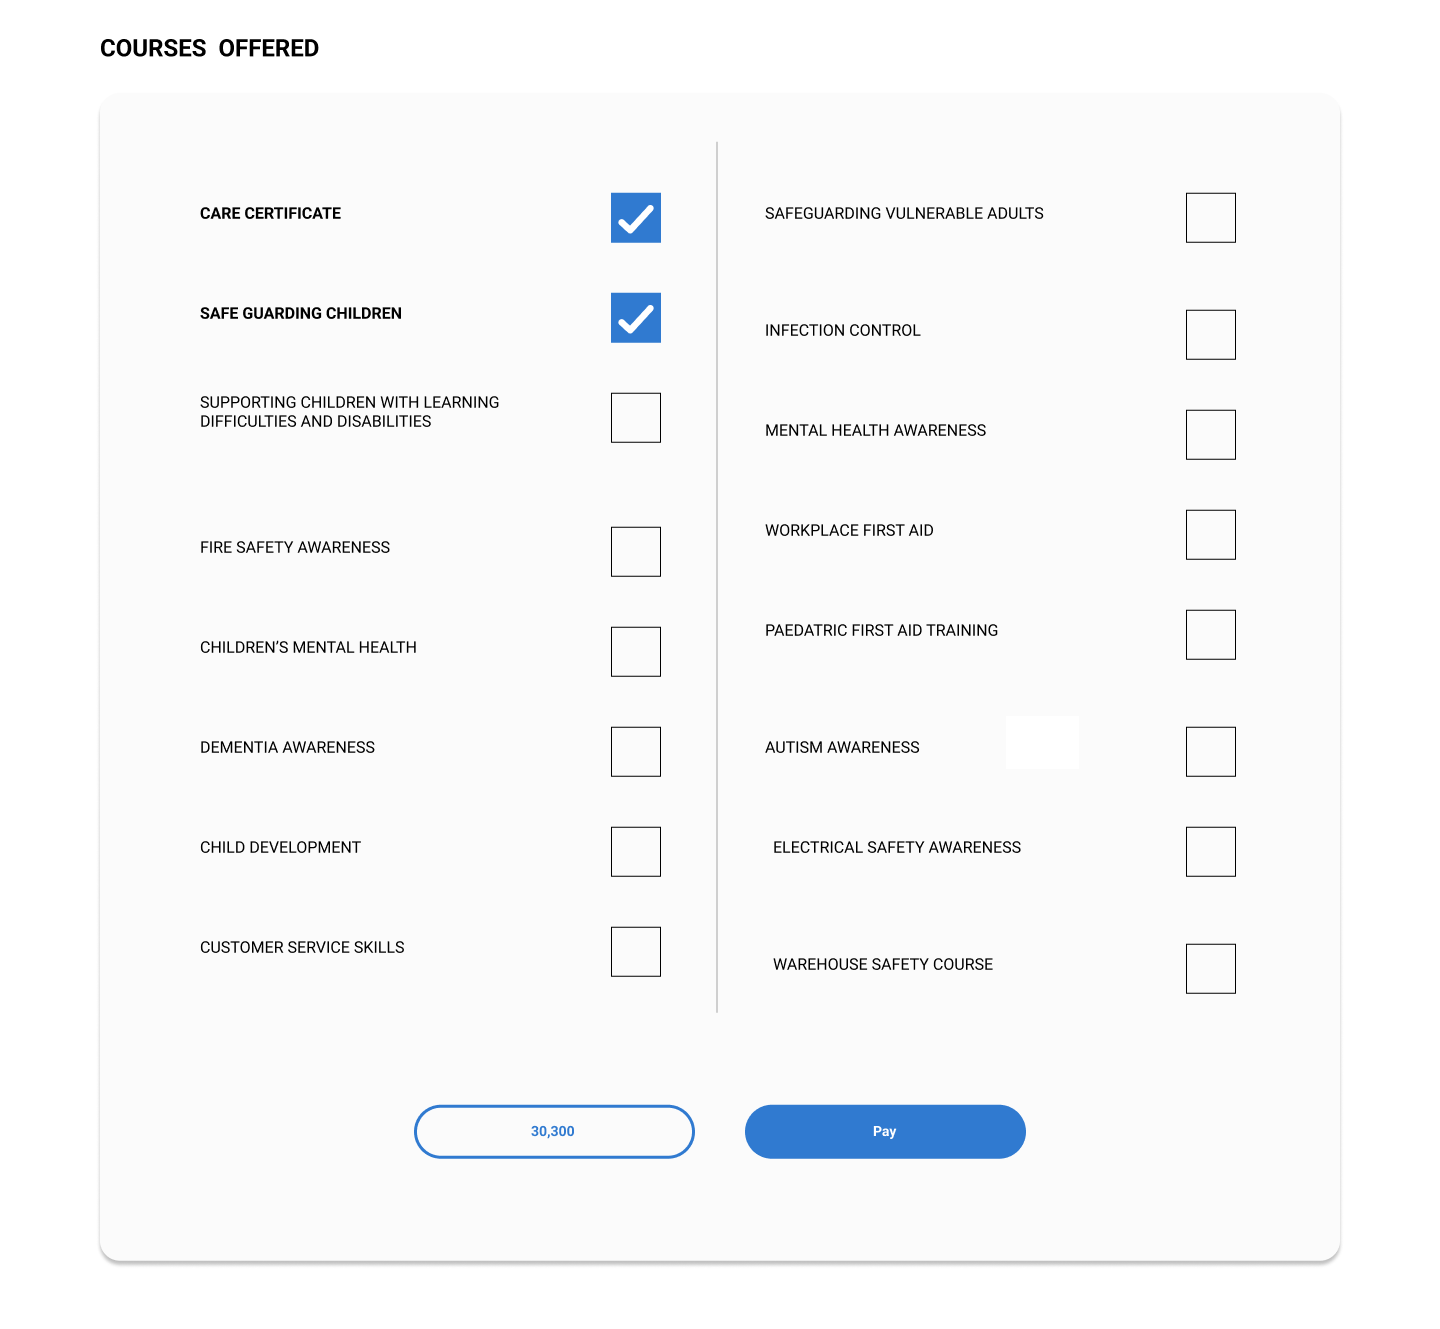 COURSES OFFERED
CARE CERTIFICATE
SAFE GUARDING CHILDREN
SUPPORTING CHILDREN WITH LEARNING
DIFFICULTIES AND DISABILITIES
FIRE SAFETY AWARENESS
CHILDREN’S MENTAL HEALTH
DEMENTIA AWARENESS
CHILD DEVELOPMENT
CUSTOMER SERVICE SKILLS
SAFEGUARDING VULNERABLE ADULTS
INFECTION CONTROL
MENTAL HEALTH AWARENESS
WORKPLACE FIRST AID
PAEDATRIC FIRST AID TRAINING
AUTISM AWARENESS
ELECTRICAL SAFETY AWARENESS
WAREHOUSE SAFETY COURSE
30,300
Pay